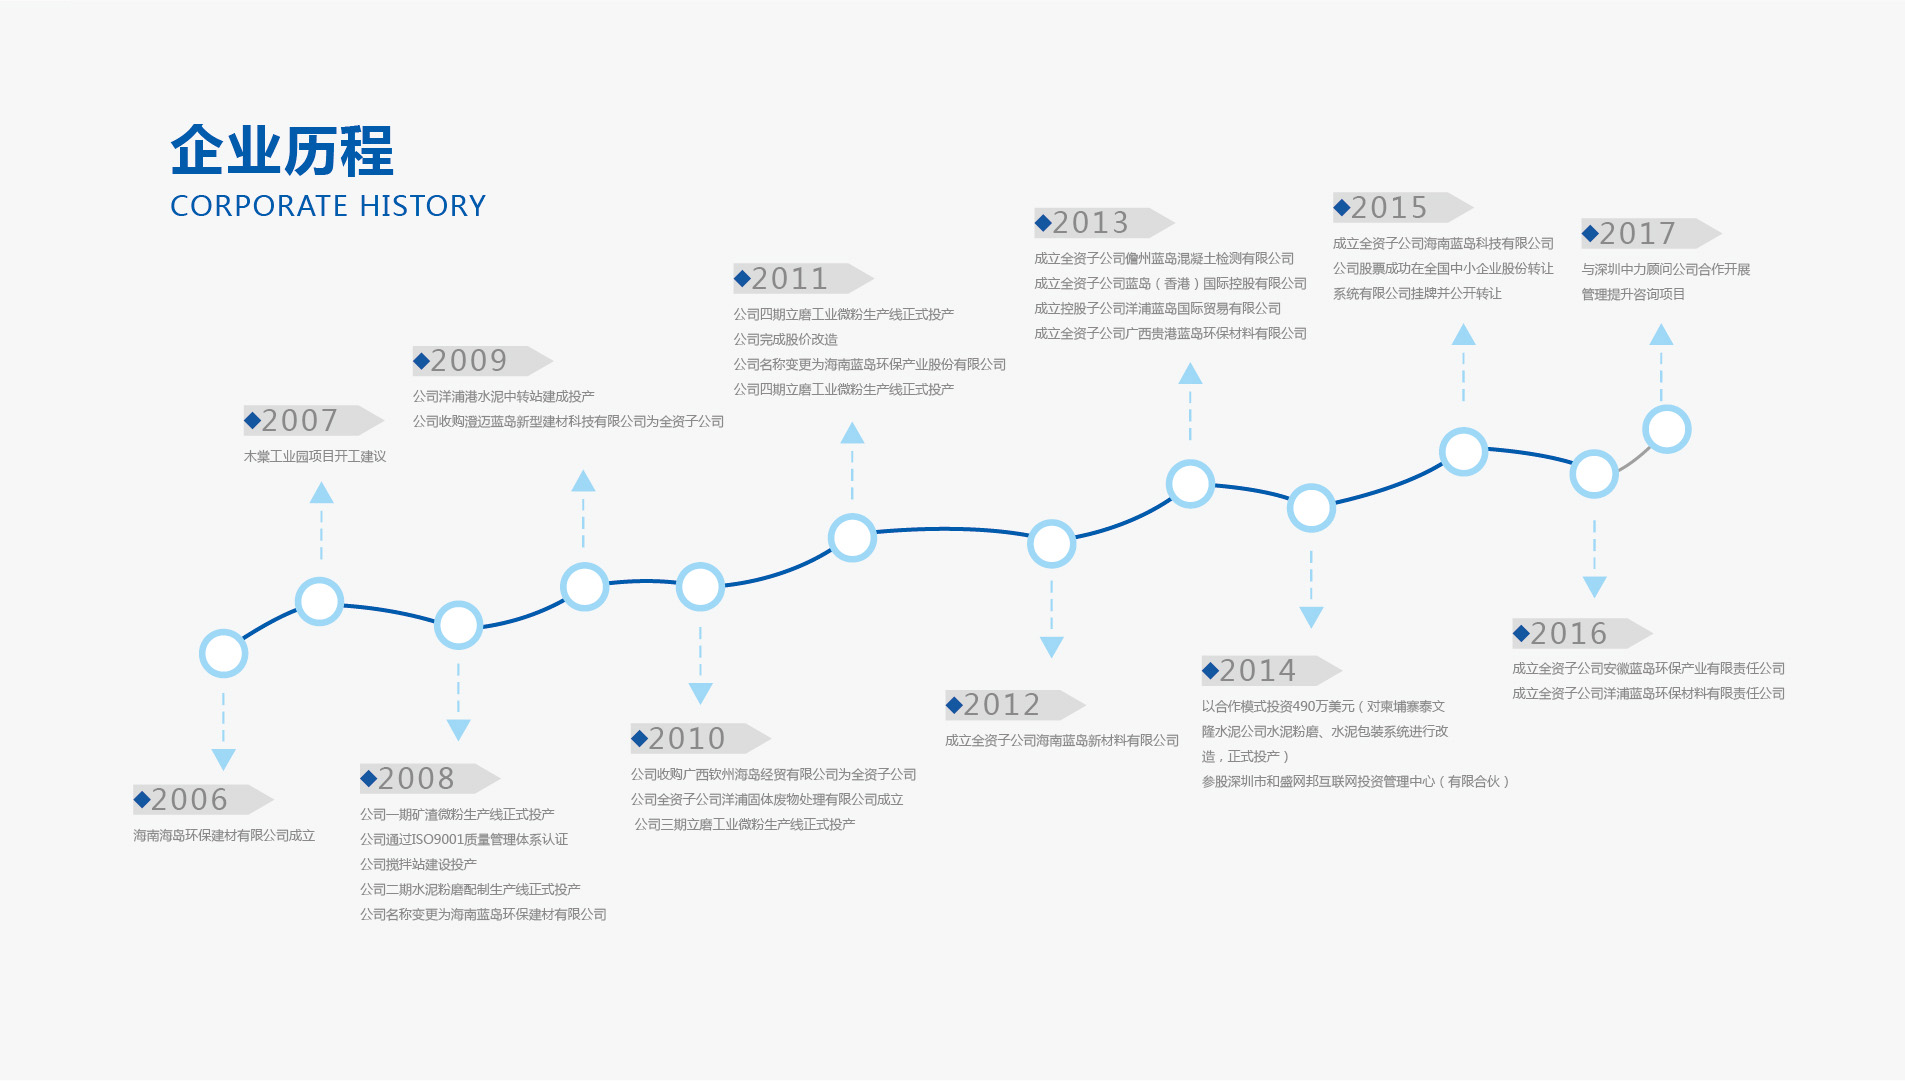 企业历程
CORPORATE HISTORY
2006
海南海岛环保建材有限公司成立
2007
木棠工业园项目开工建议
2008
公司一期矿渣微粉生产线正式投产
公司通过ISO9001质量管理体系认证
公司搅拌站建设投产
公司二期水泥粉磨配制生产线正式投产
公司名称变更为海南蓝岛环保建材有限公司
2009
公司洋浦港水泥中转站建成投产
公司收购澄迈蓝岛新型建材科技有限公司为全资子公司
2010
公司收购广西钦州海岛经贸有限公司为全资子公司
公司全资子公司洋浦固体废物处理有限公司成立
公司三期立磨工业微粉生产线正式投产
2011
公司四期立磨工业微粉生产线正式投产
公司完成股价改造
公司名称变更为海南蓝岛环保产业股份有限公司
公司四期立磨工业微粉生产线正式投产
2012
成立全资子公司海南蓝岛新材料有限公司
2013
成立全资子公司儋州蓝岛混凝土检测有限公司
成立全资子公司蓝岛（香港）国际控股有限公司
成立控股子公司洋浦蓝岛国际贸易有限公司
成立全资子公司广西贵港蓝岛环保材料有限公司
2014
以合作模式投资490万美元（对柬埔寨泰文
隆水泥公司水泥粉磨、水泥包装系统进行改
造，正式投产）
参股深圳市和盛网邦互联网投资管理中心（有限合伙）
2015
成立全资子公司海南蓝岛科技有限公司
公司股票成功在全国中小企业股份转让
系统有限公司挂牌并公开转让
2016
成立全资子公司安徽蓝岛环保产业有限责任公司
成立全资子公司洋浦蓝岛环保材料有限责任公司
2017
与深圳中力顾问公司合作开展
管理提升咨询项目